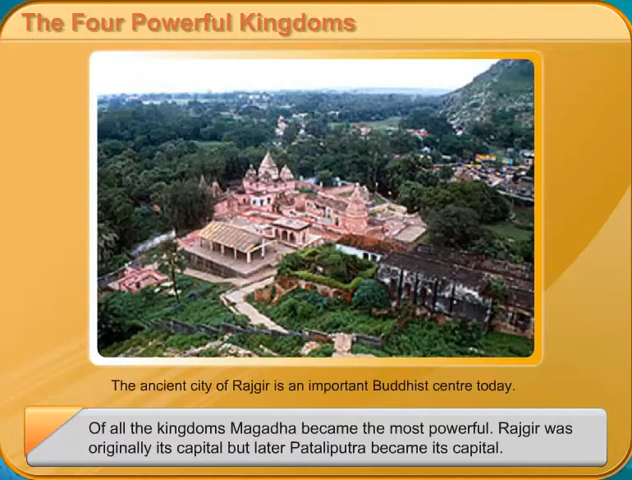 The Four Powerful Kingdoms
The ancient city of Rajgir is an important Buddhist centre today.
Of all the kingdoms Magadha became the most powerful. Rajgir was
originally its capital but later Pataliputra became its capital.